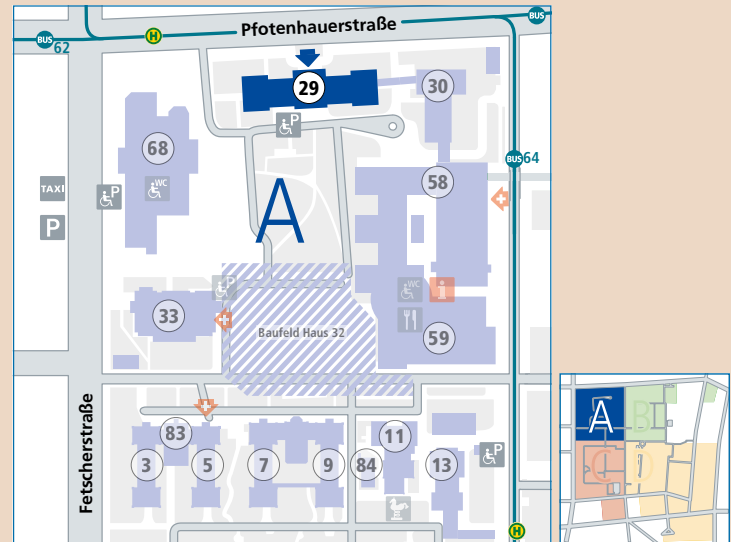 Pfotenhauerstraße
BUS
BUS
62
H
29
30
P
68
BUS
64
58
WC
TAXI
P
P
A
P
WC
i
33
Baufeld Haus 32
59
Fetscherstraße
83
11
3
5
7
9
84
13
P
H
A
B
C
D